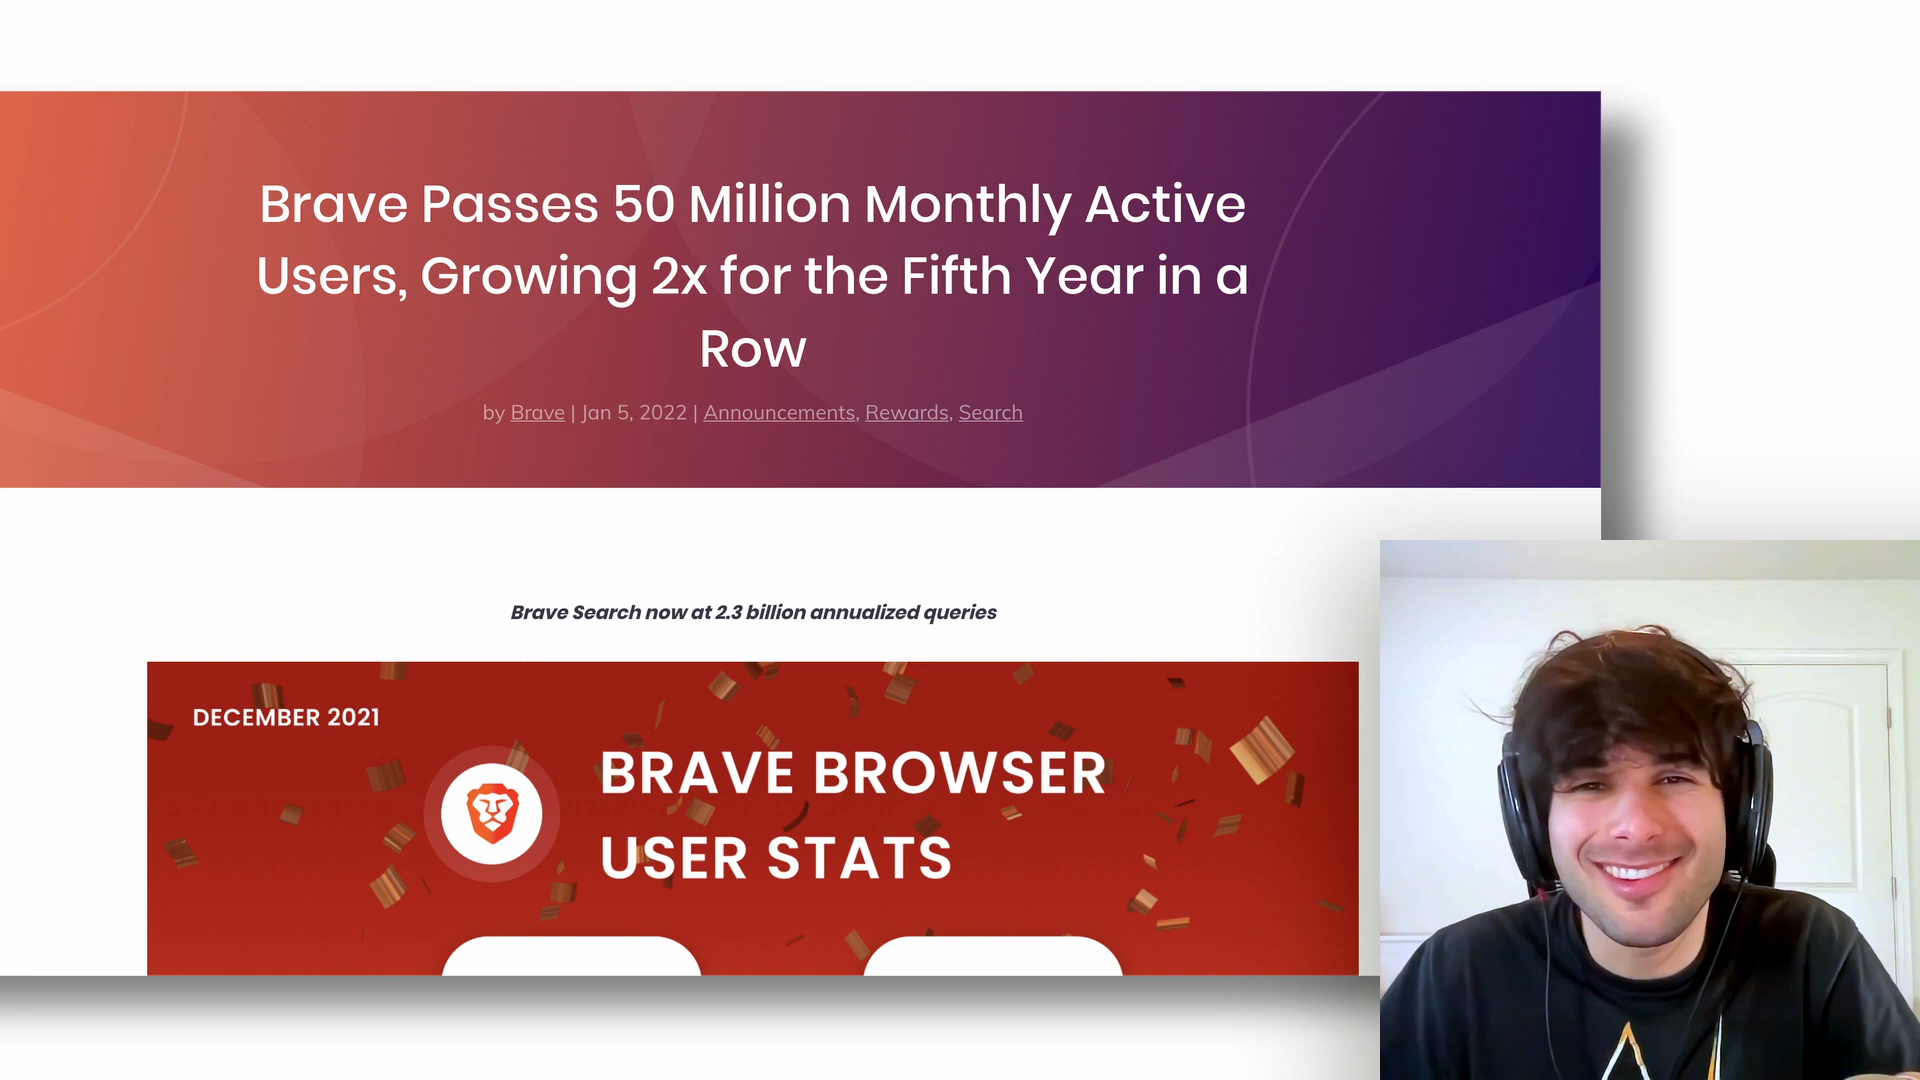 Brave Passes 50 Million Monthly Active
Users, Growing 2x for the Fifth Year in a
Row
by Brave | Jan 5, 2022 | Announcements, Rewards, Search
Brave Search now at 2.3 billion annualized queries
DECEMBER 2021
BRAVE BROWSER
USER STATS